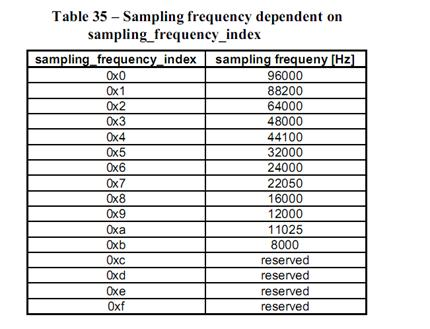 Table 35 – Sampling frequency dependent on
sampling_frequency_index
sampling_frequency_index sampling frequeny [Hz]
0x0 96000
0x1 88200
0x2 64000
0x3 48000
0x4 44100
0x5 32000
0x6 24000
0x7 22050
0x8 16000
0x9 12000
0xa 11025
0xb 8000
0xc reserved
0xd reserved
0xe reserved
0xf reserved